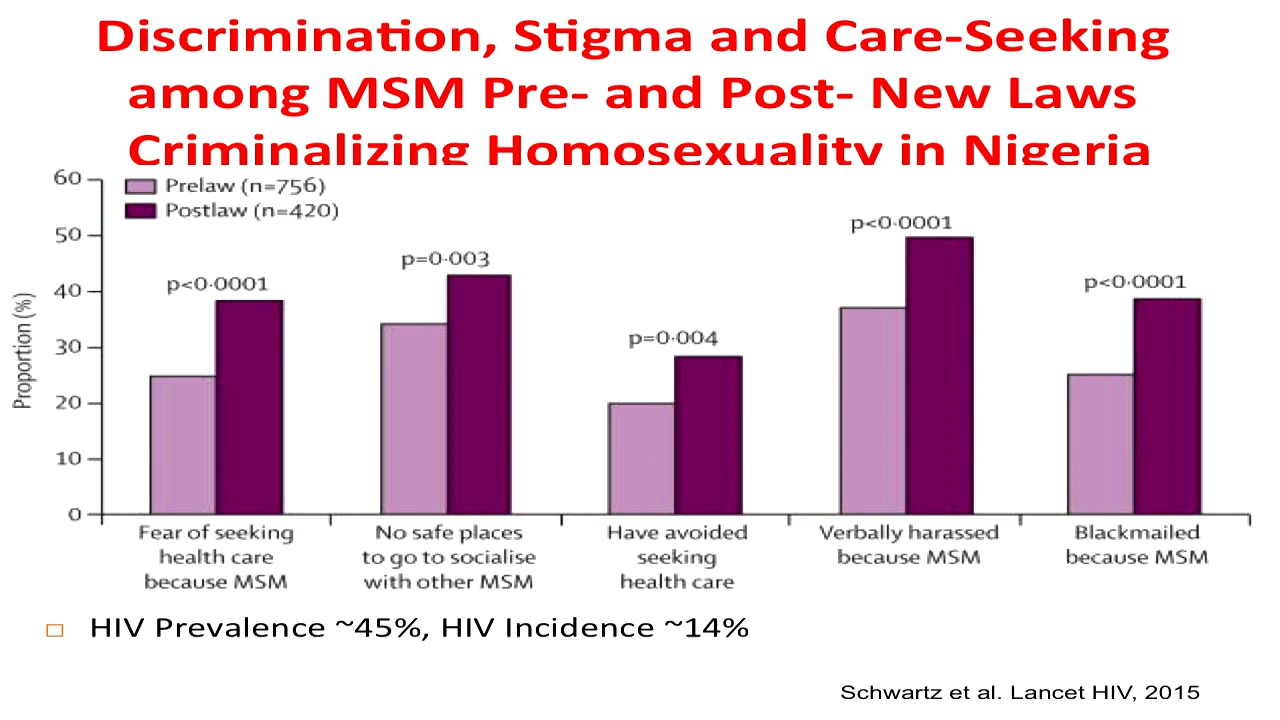 Discrimination, Stigma and Care-Seeking
among MSM Pre- and Post- New Laws
Criminalizing Homosexuality in Nigeria
60
Prelaw (n=756)
Postlaw (n=420)
50
40
30
20
10
0
Proportion (%)
p<0·0001
p=0·003
p=0·004
p<0·0001
p<0·0001
Fear of seeking
health care
because MSM
No safe places
to go to socialise
with other MSM
Have avoided
seeking
health care
Verbally harassed
because MSM
Blackmailed
because MSM
HIV Prevalence ~45%, HIV Incidence ~14%
Schwartz et al. Lancet HIV, 2015